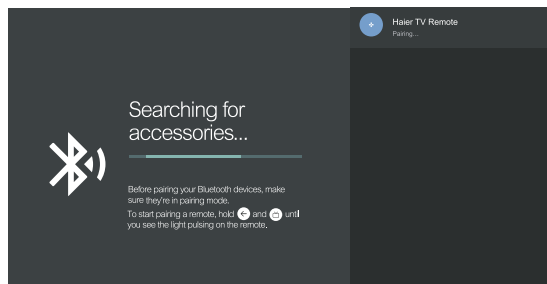 Searching for
accessories...
Before pairing your Bluetooth devices, make
sure they're in pairing mode.
To start pairing a remote, hold and until
you see the light pulsing on the remote.
Haier TV Remote
Pairing...